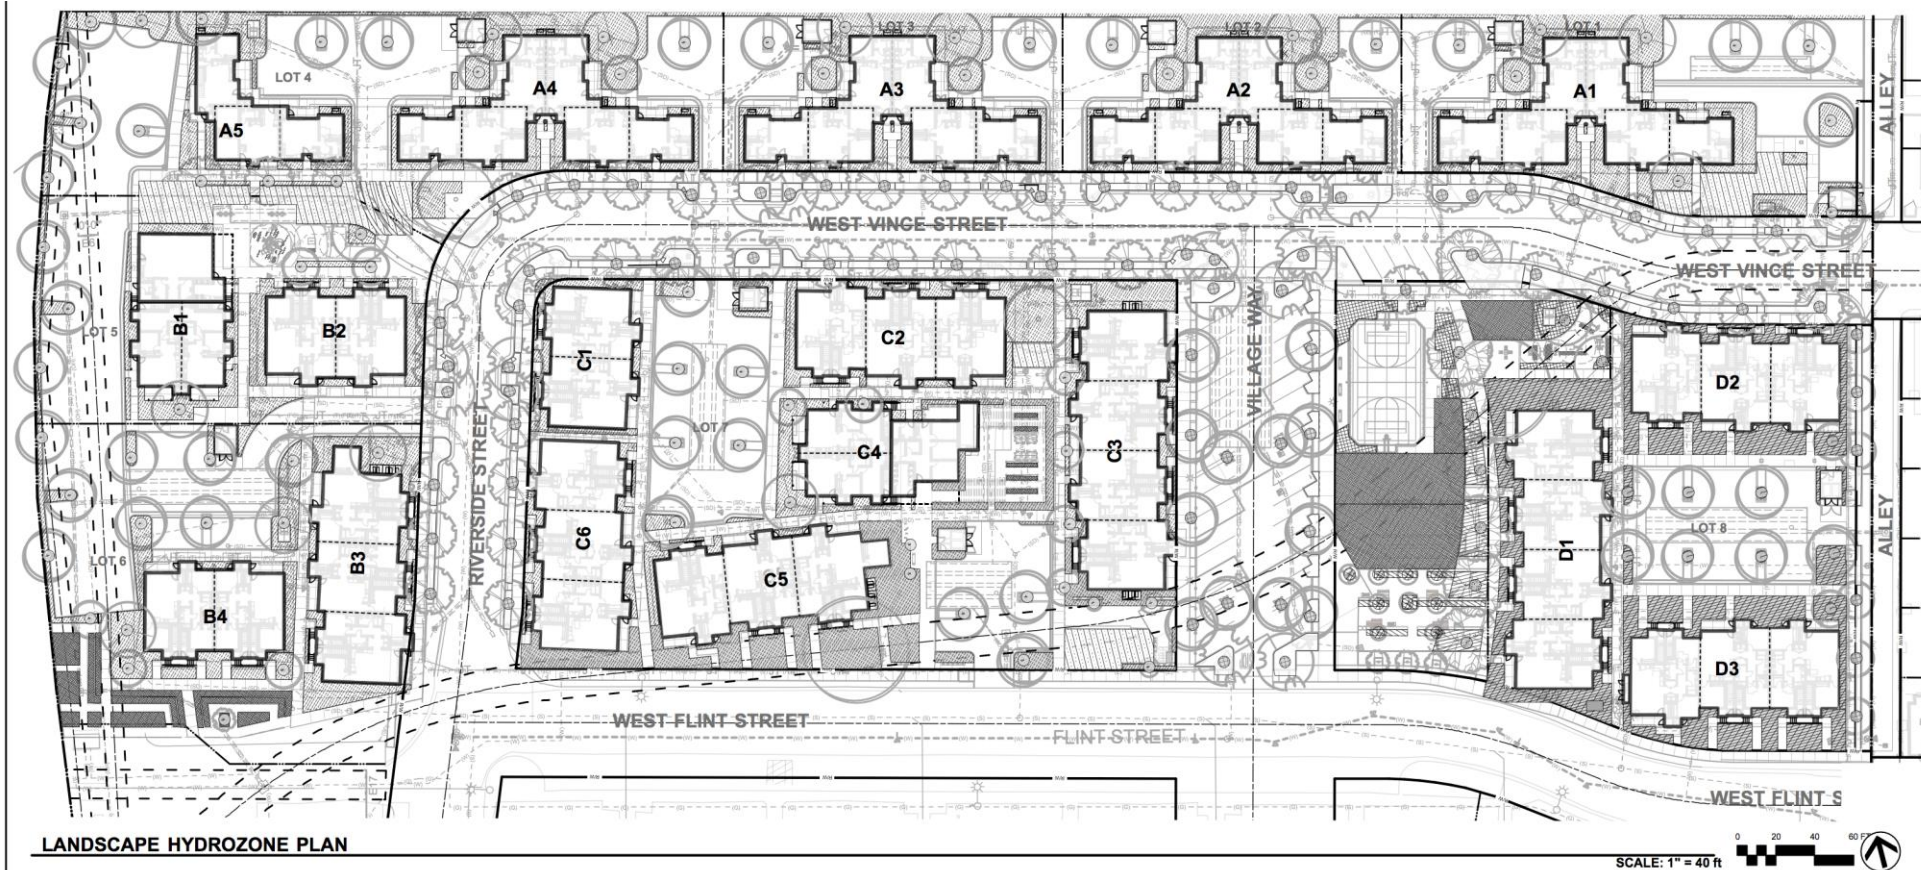 LOT 3
LOT 2
LOT 1
LOT 4
A4
A3
A2
A1
A5
ALLEY
WEST VINCE STREET
WEST VINCE STREET
LOT 5
B1
B2
C1
C2
VILLAGE WAY
D2
RIVERSIDE STREET
LOT 7
C4
C3
LOT 6
B3
C6
C5
D1
LOT 8
ALLEY
B4
D3
WEST FLINT STREET
FLINT STREET
E17
WEST FLINT S
LANDSCAPE HYDROZONE PLAN
0 20 40 60 FT
SCALE: 1" = 40 ft